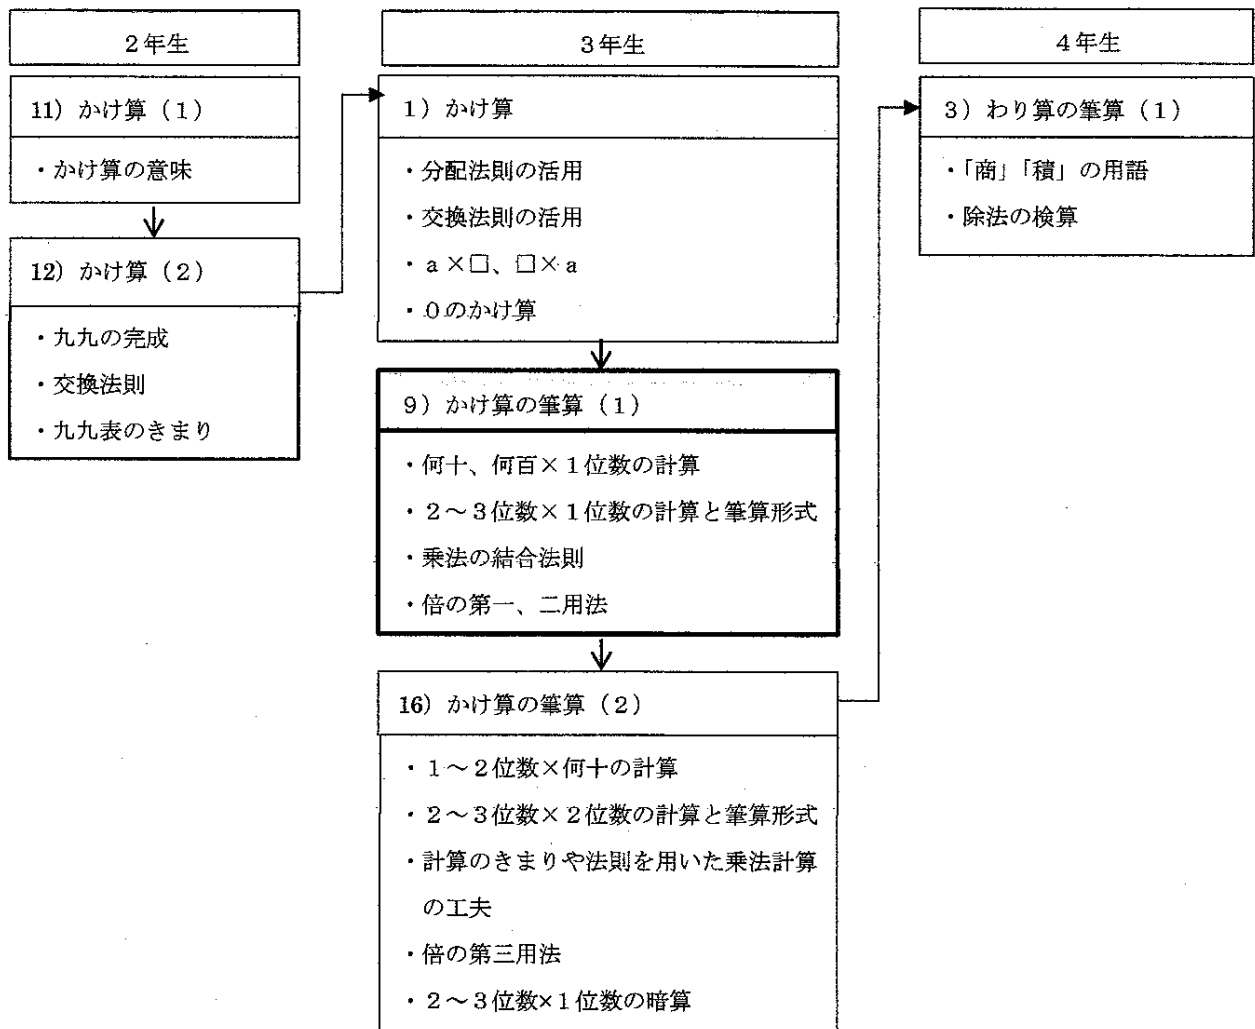 2年生
11) かけ算(1)
・かけ算の意味
12) かけ算(2)
・九九の完成
・交換法則
・九九表のきまり
3年生
1) かけ算
・分配法則の活用
・交換法則の活用
・a×□、□×a
・0のかけ算
9) かけ算の筆算(1)
・何十、何百×1位数の計算
・2~3位数×1位数の計算と筆算形式
・乗法の結合法則
・倍の第一、二用法
16) かけ算の筆算(2)
・1~2位数×何十の計算
・2~3位数×2位数の計算と筆算形式
・計算のきまりや法則を用いた乗法計算
の工夫
・倍の第三用法
・2~3位数×1位数の暗算
4年生
3) わり算の筆算(1)
・「商」「積」の用語
・除法の検算